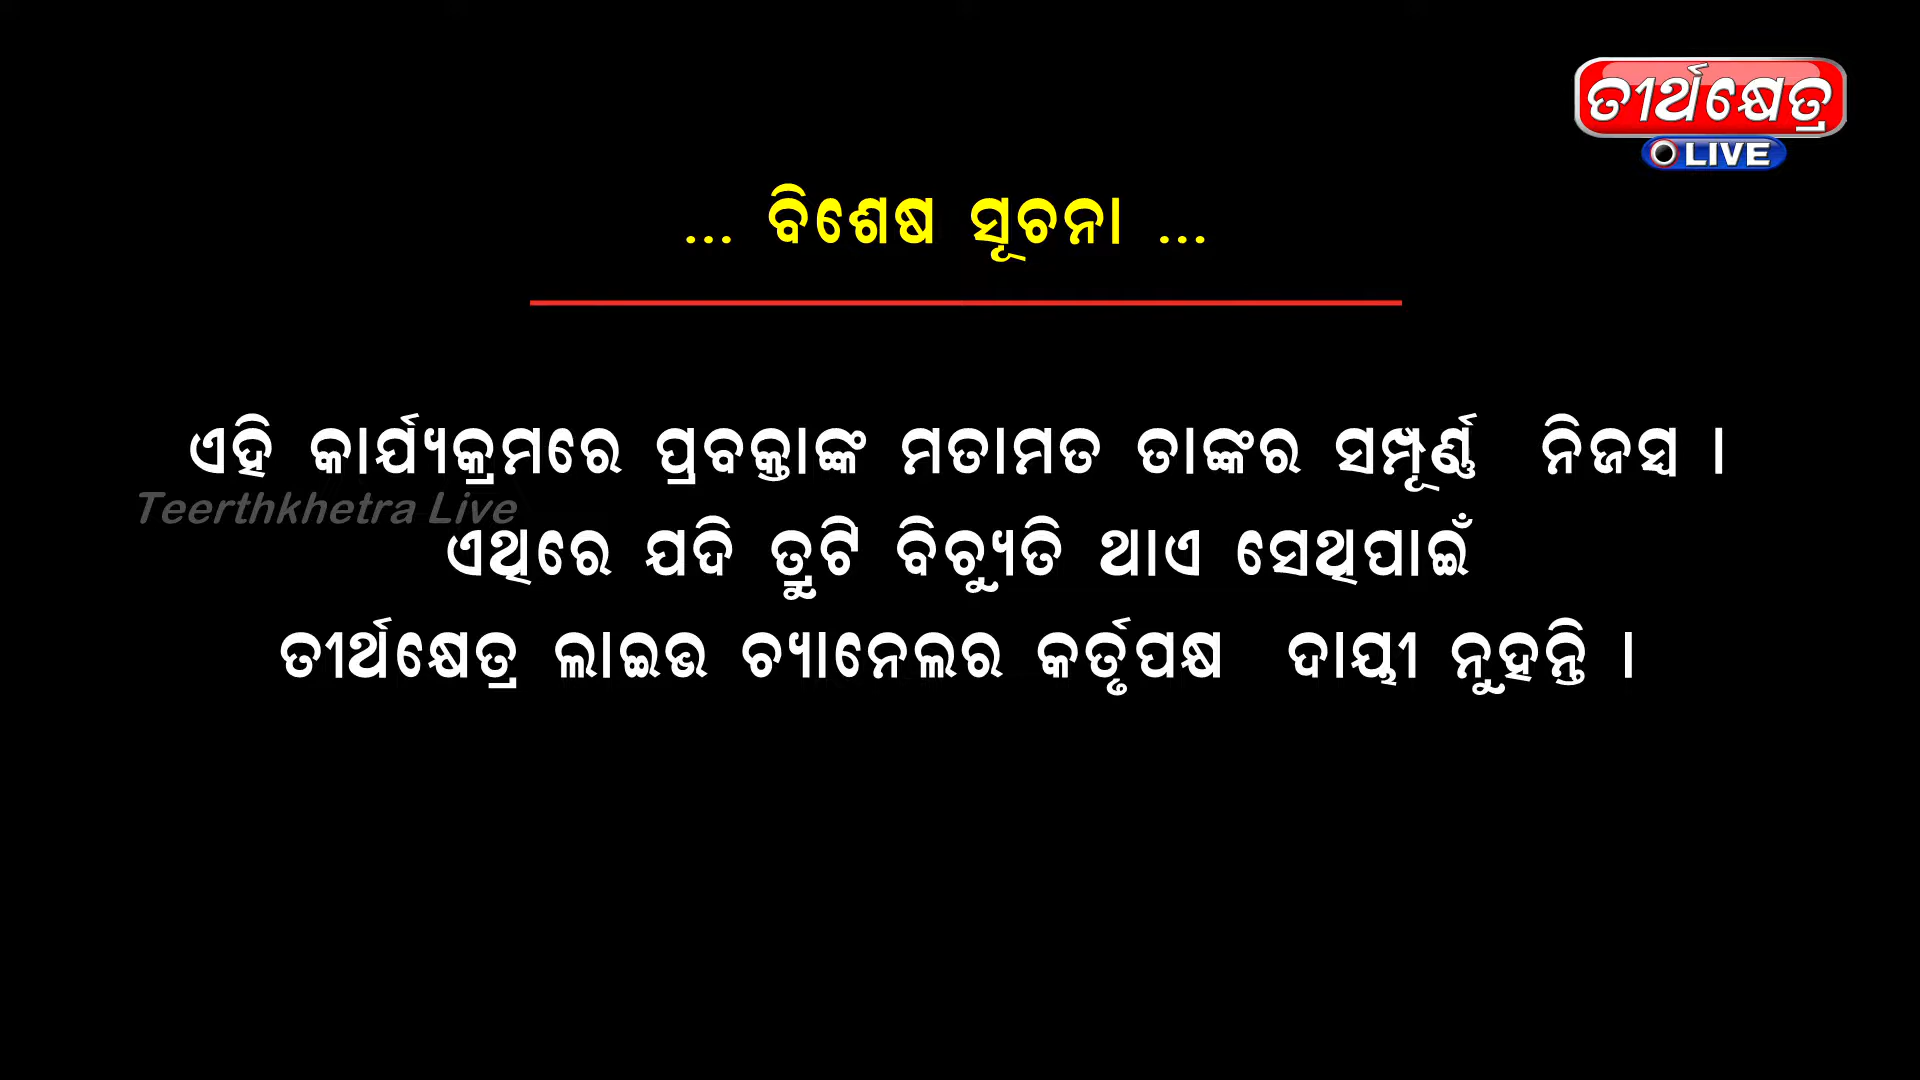 ତୀର୍ଥକ୍ଷେତ୍ର
LIVE
... ବିଶେଷ ସୂଚନା ...
ଏହି କାର୍ଯ୍ୟକ୍ରମରେ ପ୍ରବକ୍ତାଙ୍କ ମତାମତ ତାଙ୍କର ସମ୍ପୂର୍ଣ୍ଣ ନିଜସ୍ୱ ।
Teerthkhetra Live
ଏଥିରେ ଯଦି ତ୍ରୁଟି ବିଚ୍ୟୁତି ଥାଏ ସେଥିପାଇଁ
ତୀର୍ଥକ୍ଷେତ୍ର ଲାଇଭ ଚ୍ୟାନେଲର କର୍ତ୍ତୃପକ୍ଷ ଦାୟୀ ନୁହନ୍ତି ।